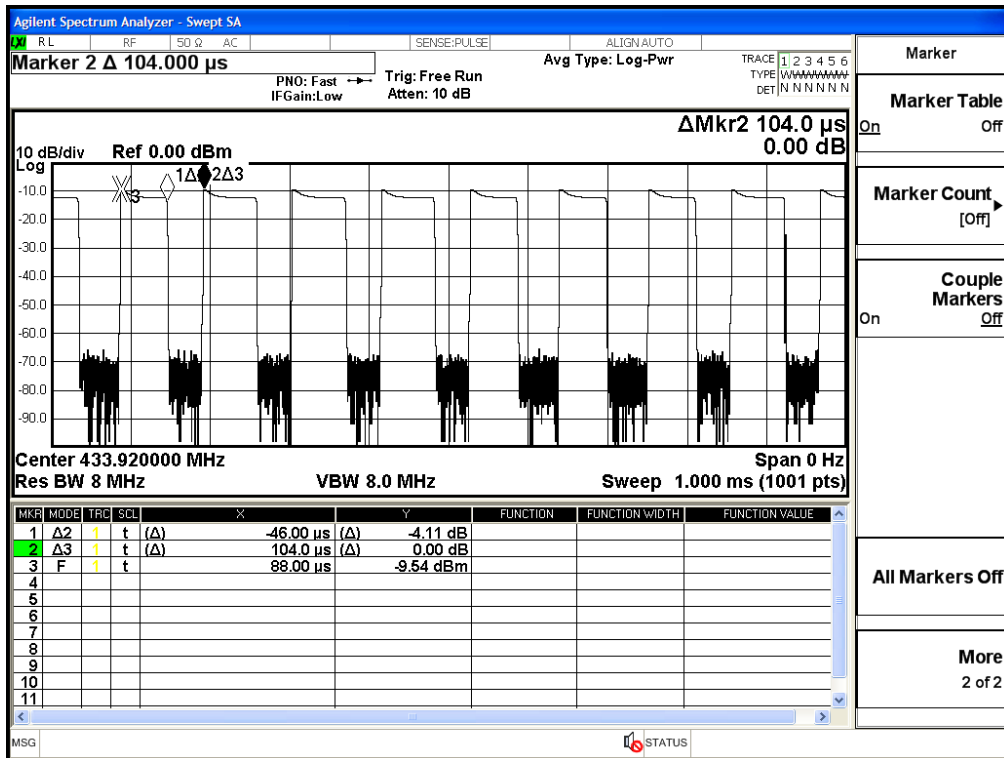 Agilent Spectrum Analyzer - Swept SA
LXI RL RF 50 Ω AC SENSE:PULSE ALIGNAUTO
Marker 2 Δ 104.000 µs
PNO: Fast
IFGain:Low
Trig: Free Run
Atten: 10 dB
Avg Type: Log-Pwr
TRACE 1 2 3 4 5 6
TYPE WWWWWW
DET N N N N N N
ΔMkr2 104.0 µs
0.00 dB
10 dB/div Ref 0.00 dBm
Log
1Δ2 2Δ3
3
-10.0
-20.0
-30.0
-40.0
-50.0
-60.0
-70.0
-80.0
-90.0
Center 433.920000 MHz Span 0 Hz
Res BW 8 MHz VBW 8.0 MHz Sweep 1.000 ms (1001 pts)
MKR MODE TRC SCL X Y FUNCTION FUNCTION WIDTH FUNCTION VALUE
1 Δ2 1 t (Δ) -46.00 µs (Δ) -4.11 dB
2 Δ3 1 t (Δ) 104.0 µs (Δ) 0.00 dB
3 F 1 t 88.00 µs -9.54 dBm
4
5
6
7
8
9
10
11
MSG STATUS
Marker
Marker Table
On Off
Marker Count
[Off]
Couple
Markers
On Off
All Markers Off
More
2 of 2